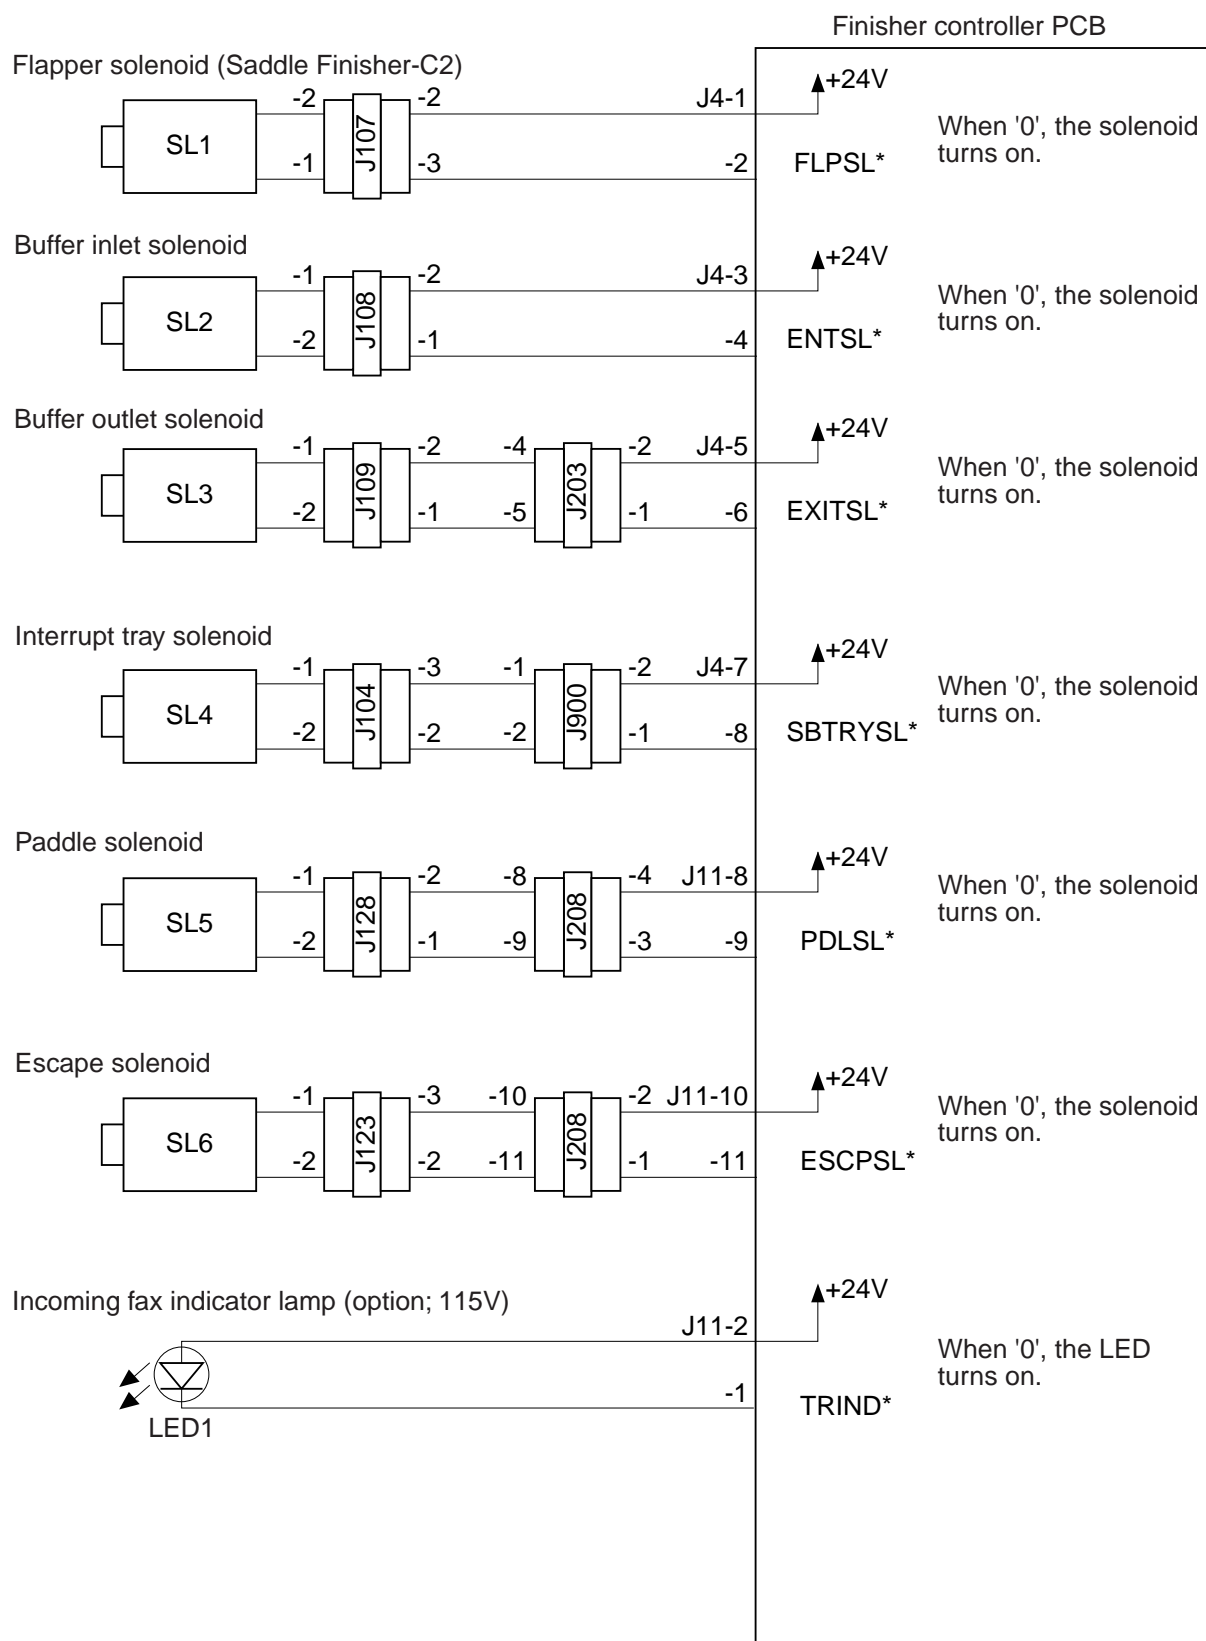 Finisher controller PCB
Flapper solenoid (Saddle Finisher-C2)
+24V
-2 -2 J4-1
SL1 J107
When '0', the solenoid
turns on.
-1 -3 -2 FLPSL*
Buffer inlet solenoid
+24V
-1 -2 J4-3
SL2 J108
When '0', the solenoid
turns on.
-2 -1 -4 ENTSL*
Buffer outlet solenoid
+24V
-1 -2 -4 -2 J4-5
SL3 J109 J203
When '0', the solenoid
turns on.
-2 -1 -5 -1 -6 EXITSL*
Interrupt tray solenoid
+24V
-1 -3 -1 -2 J4-7
SL4 J104 J900
When '0', the solenoid
turns on.
-2 -2 -2 -1 -8 SBTRYSL*
Paddle solenoid
+24V
-1 -2 -8 -4 J11-8
SL5 J128 J208
When '0', the solenoid
turns on.
-2 -1 -9 -3 -9 PDLSL*
Escape solenoid
+24V
-1 -3 -10 -2 J11-10
SL6 J123 J208
When '0', the solenoid
turns on.
-2 -2 -11 -1 -11 ESCPSL*
Incoming fax indicator lamp (option; 115V)
+24V
J11-2
When '0', the LED
turns on.
-1 TRIND*
LED1